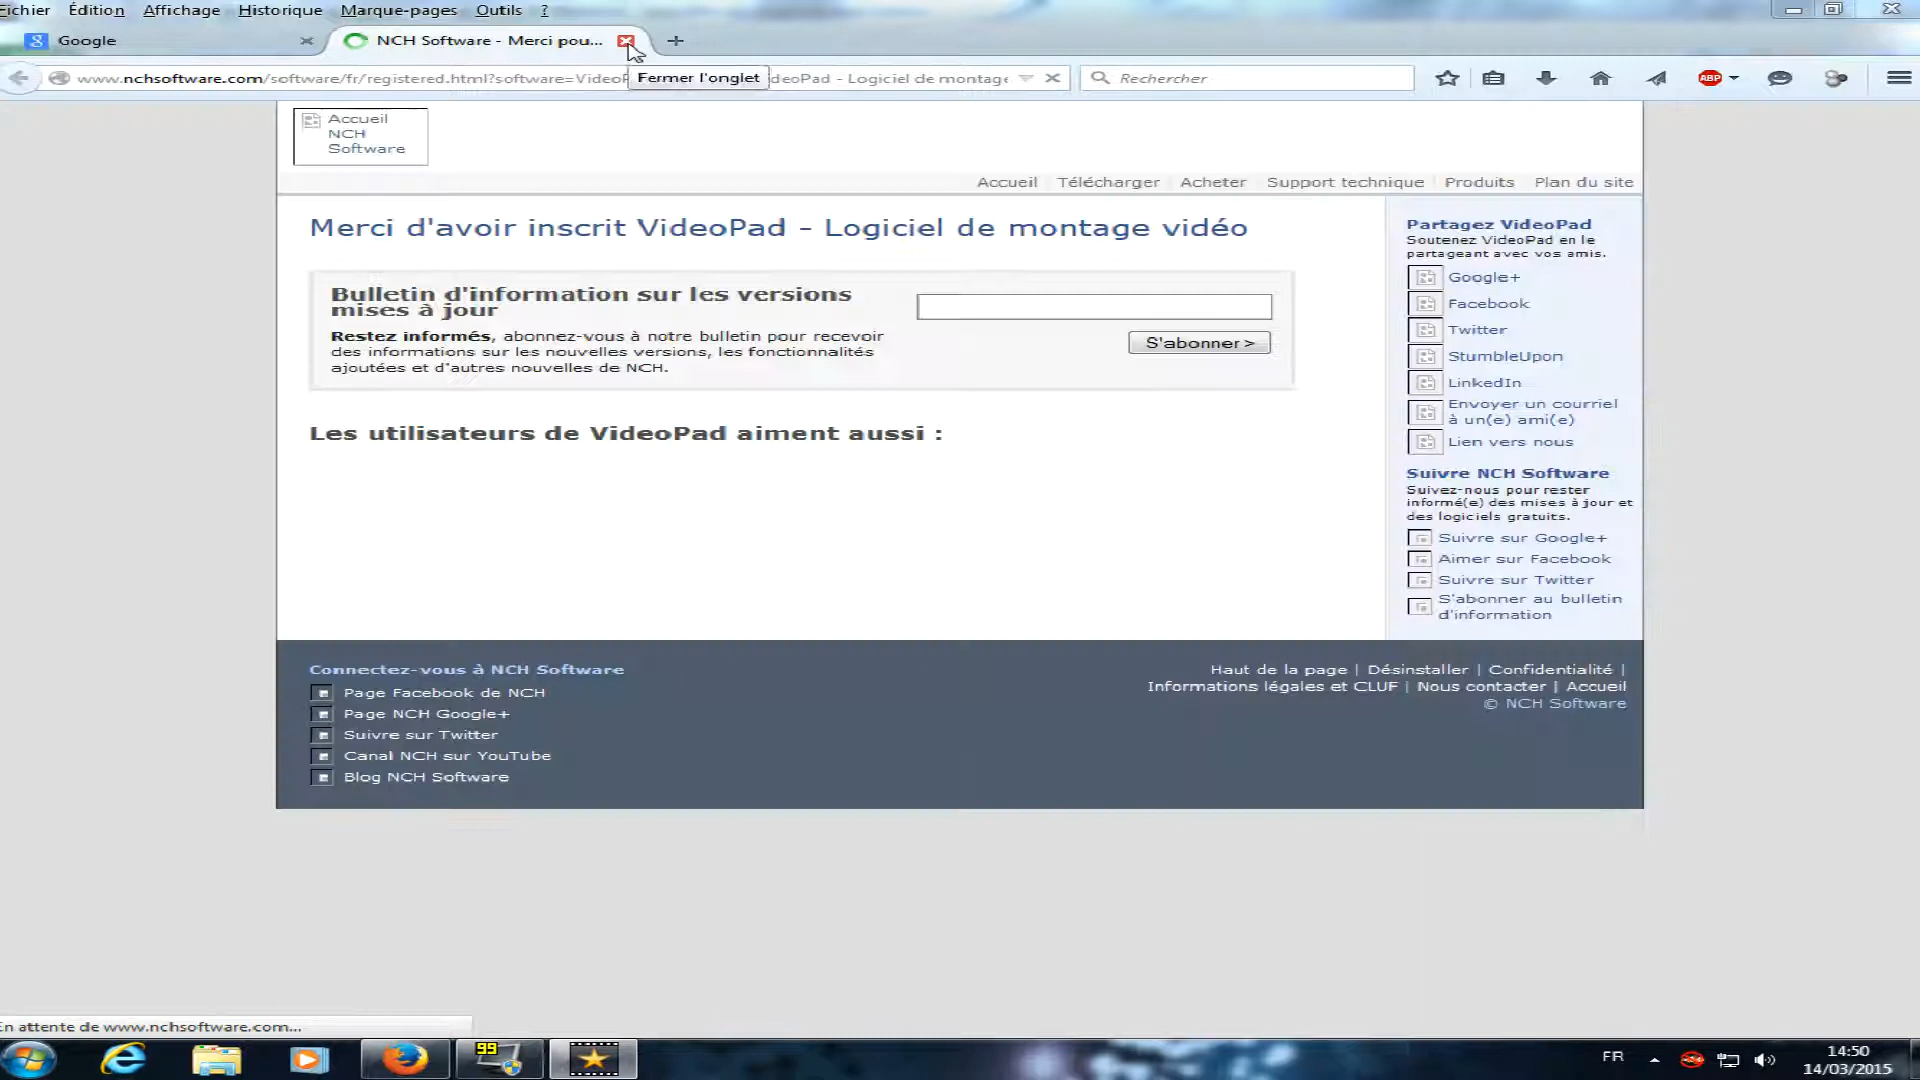 Fichier Édition Affichage Historique Marque-pages Outils ?
Google
NCH Software - Merci pou...
www.nchsoftware.com/software/fr/registered.html?software=VideoP
Fermer l'onglet
deoPad - Logiciel de montage
Rechercher
ABP
Accueil
NCH
Software
Accueil Télécharger Acheter Support technique Produits Plan du site
Merci d'avoir inscrit VideoPad - Logiciel de montage vidéo
Bulletin d'information sur les versions
mises à jour
Restez informés, abonnez-vous à notre bulletin pour recevoir
des informations sur les nouvelles versions, les fonctionnalités
ajoutées et d'autres nouvelles de NCH.
S'abonner >
Les utilisateurs de VideoPad aiment aussi :
Partagez VideoPad
Soutenez VideoPad en le
partageant avec vos amis.
Google+
Facebook
Twitter
StumbleUpon
LinkedIn
Envoyer un courriel
à un(e) ami(e)
Lien vers nous
Suivre NCH Software
Suivez-nous pour rester
informé(e) des mises à jour et
des logiciels gratuits.
Suivre sur Google+
Aimer sur Facebook
Suivre sur Twitter
S'abonner au bulletin
d'information
Connectez-vous à NCH Software
Page Facebook de NCH
Page NCH Google+
Suivre sur Twitter
Canal NCH sur YouTube
Blog NCH Software
Haut de la page | Désinstaller | Confidentialité |
Informations légales et CLUF | Nous contacter | Accueil
© NCH Software
En attente de www.nchsoftware.com...
99
FR
14:50
14/03/2015